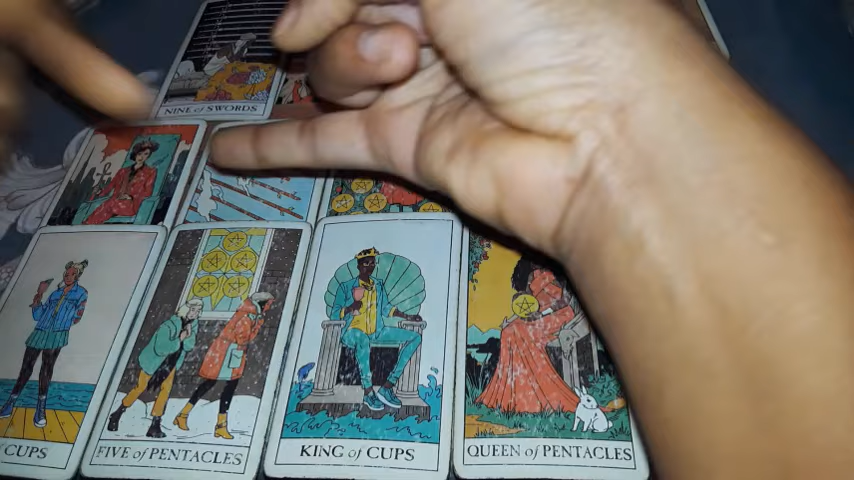 NINE of SWORDS
CUPS
FIVE of PENTACLES
KING of CUPS
QUEEN of PENTACLES